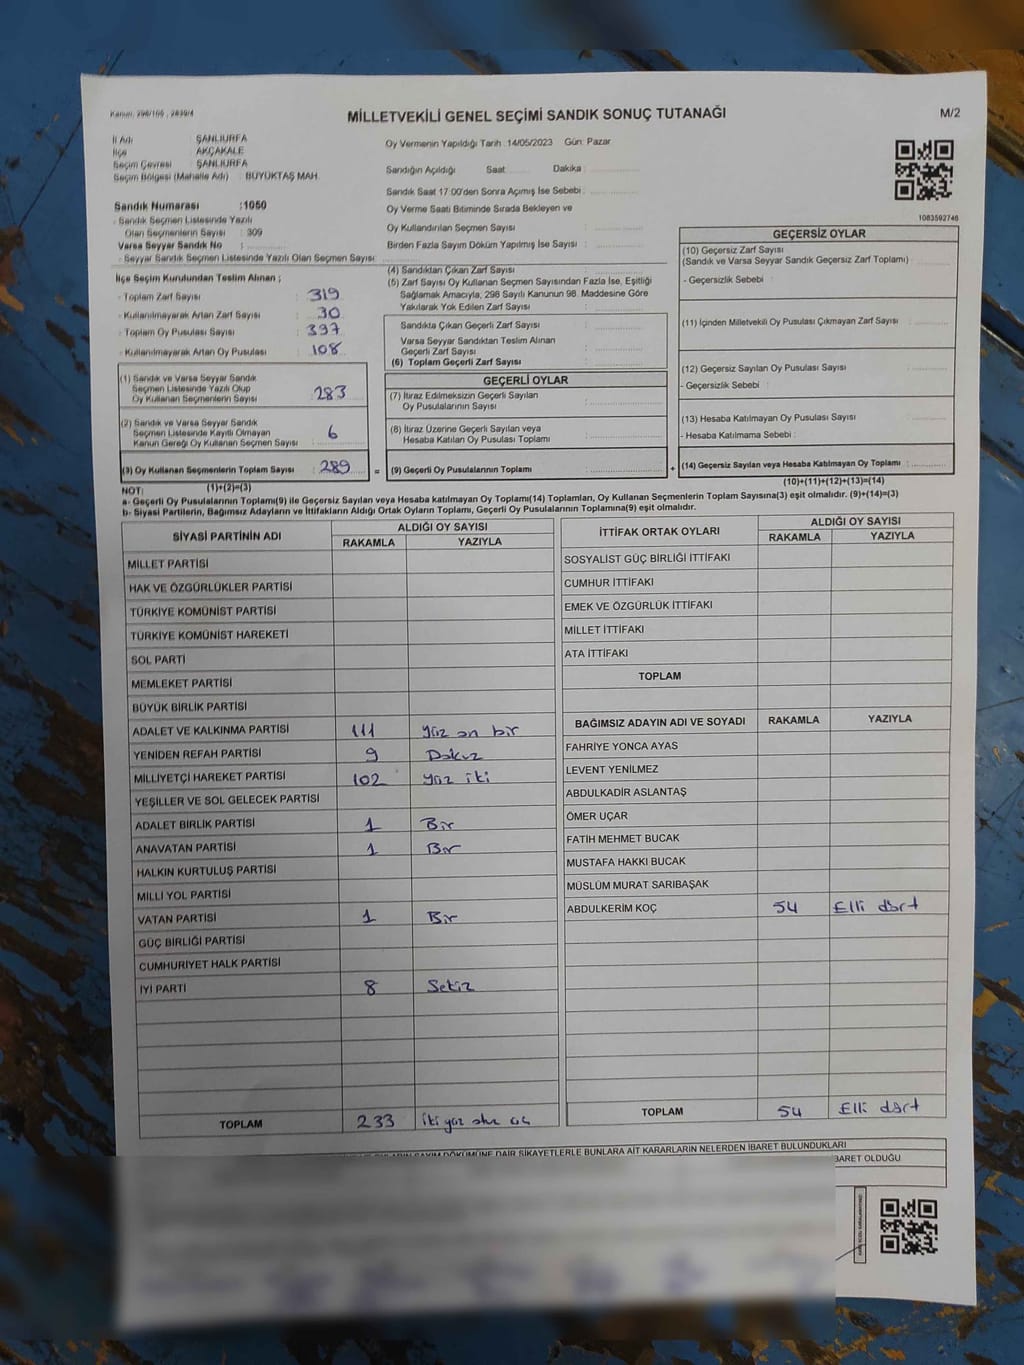 Kanun: 298/105 , 2839/4
MİLLETVEKİLİ GENEL SEÇİMİ SANDIK SONUÇ TUTANAĞI
M/2
İl Adı : ŞANLIURFA
İlçe : AKÇAKALE
Seçim Çevresi : ŞANLIURFA
Seçim Bölgesi (Mahalle Adı) : BÜYÜKTAŞ MAH.
Oy Vermenin Yapıldığı Tarih :14/05/2023 Gün: Pazar
Sandığın Açıldığı Saat Dakika :
Sandık Saat 17:00'den Sonra Açımış İse Sebebi :
Oy Verme Saati Bitiminde Sırada Bekleyen ve
Oy Kullandırılan Seçmen Sayısı :
Birden Fazla Sayım Döküm Yapılmış İse Sayısı :
1083592746
Sandık Numarası :1050
- Sandık Seçmen Listesinde Yazılı
Olan Seçmenlerin Sayısı : 309
Varsa Seyyar Sandık No :
- Seyyar Sandık Seçmen Listesinde Yazılı Olan Seçmen Sayısı :
İlçe Seçim Kurulundan Teslim Alınan ;
- Toplam Zarf Sayısı : 319
- Kullanılmayarak Artan Zarf Sayısı : 30
- Toplam Oy Pusulası Sayısı : 397
- Kullanılmayarak Artan Oy Pusulası : 108
(1) Sandık ve Varsa Seyyar Sandık
Seçmen Listesinde Yazılı Olup
Oy Kullanan Seçmenlerin Sayısı : 283
(2) Sandık ve Varsa Seyyar Sandık
Seçmen Listesinde Kayıtlı Olmayan
Kanun Gereği Oy Kullanan Seçmen Sayısı : 6
(3) Oy Kullanan Seçmenlerin Toplam Sayısı : 289
(1)+(2)=(3)
(4) Sandıktan Çıkan Zarf Sayısı :
(5) Zarf Sayısı Oy Kullanan Seçmen Sayısından Fazla İse, Eşitliği
Sağlamak Amacıyla, 298 Sayılı Kanunun 98. Maddesine Göre
Yakılarak Yok Edilen Zarf Sayısı :
Sandıkta Çıkan Geçerli Zarf Sayısı :
Varsa Seyyar Sandıktan Teslim Alınan
Geçerli Zarf Sayısı :
(6) Toplam Geçerli Zarf Sayısı :
GEÇERLİ OYLAR
(7) İtiraz Edilmeksizin Geçerli Sayılan
Oy Pusulalarının Sayısı :
(8) İtiraz Üzerine Geçerli Sayılan veya
Hesaba Katılan Oy Pusulası Toplamı :
= (9) Geçerli Oy Pusulalarının Toplamı :
GEÇERSİZ OYLAR
(10) Geçersiz Zarf Sayısı
(Sandık ve Varsa Seyyar Sandık Geçersiz Zarf Toplamı) :
- Geçersizlik Sebebi :
(11) İçinden Milletvekili Oy Pusulası Çıkmayan Zarf Sayısı :
(12) Geçersiz Sayılan Oy Pusulası Sayısı :
- Geçersizlik Sebebi :
(13) Hesaba Katılmayan Oy Pusulası Sayısı :
- Hesaba Katılmama Sebebi :
+ (14) Geçersiz Sayılan veya Hesaba Katılmayan Oy Toplamı :
(10)+(11)+(12)+(13)=(14)
NOT:
a- Geçerli Oy Pusulalarının Toplamı(9) ile Geçersiz Sayılan veya Hesaba katılmayan Oy Toplamı(14) Toplamları, Oy Kullanan Seçmenlerin Toplam Sayısına(3) eşit olmalıdır. (9)+(14)=(3)
b- Siyasi Partilerin, Bağımsız Adayların ve İttifakların Aldığı Ortak Oyların Toplamı, Geçerli Oy Pusulalarının Toplamına(9) eşit olmalıdır.
SİYASİ PARTİNİN ADI ALDIĞI OY SAYISI
RAKAMLA YAZIYLA
MİLLET PARTİSİ
HAK VE ÖZGÜRLÜKLER PARTİSİ
TÜRKİYE KOMÜNİST PARTİSİ
TÜRKİYE KOMÜNİST HAREKETİ
SOL PARTİ
MEMLEKET PARTİSİ
BÜYÜK BİRLİK PARTİSİ
ADALET VE KALKINMA PARTİSİ 111 yüz on bir
YENİDEN REFAH PARTİSİ 9 Dokuz
MİLLİYETÇİ HAREKET PARTİSİ 102 yüz iki
YEŞİLLER VE SOL GELECEK PARTİSİ
ADALET BİRLİK PARTİSİ 1 Bir
ANAVATAN PARTİSİ 1 Bir
HALKIN KURTULUŞ PARTİSİ
MİLLİ YOL PARTİSİ
VATAN PARTİSİ 1 Bir
GÜÇ BİRLİĞİ PARTİSİ
CUMHURİYET HALK PARTİSİ
İYİ PARTİ 8 Sekiz
TOPLAM 233 iki yüz otuz üç
İTTİFAK ORTAK OYLARI ALDIĞI OY SAYISI
RAKAMLA YAZIYLA
SOSYALİST GÜÇ BİRLİĞİ İTTİFAKI
CUMHUR İTTİFAKI
EMEK VE ÖZGÜRLÜK İTTİFAKI
MİLLET İTTİFAKI
ATA İTTİFAKI
TOPLAM
BAĞIMSIZ ADAYIN ADI VE SOYADI RAKAMLA YAZIYLA
FAHRİYE YONCA AYAS
LEVENT YENİLMEZ
ABDULKADİR ASLANTAŞ
ÖMER UÇAR
FATİH MEHMET BUCAK
MUSTAFA HAKKI BUCAK
MÜSLÜM MURAT SARIBAŞAK
ABDULKERİM KOÇ 54 Elli dört
TOPLAM 54 Elli dört
DÖKÜMÜNE DAİR ŞİKAYETLERLE BUNLARA AİT KARARLARIN NELERDEN İBARET BULUNDUKLARI
İBARET OLDUĞU